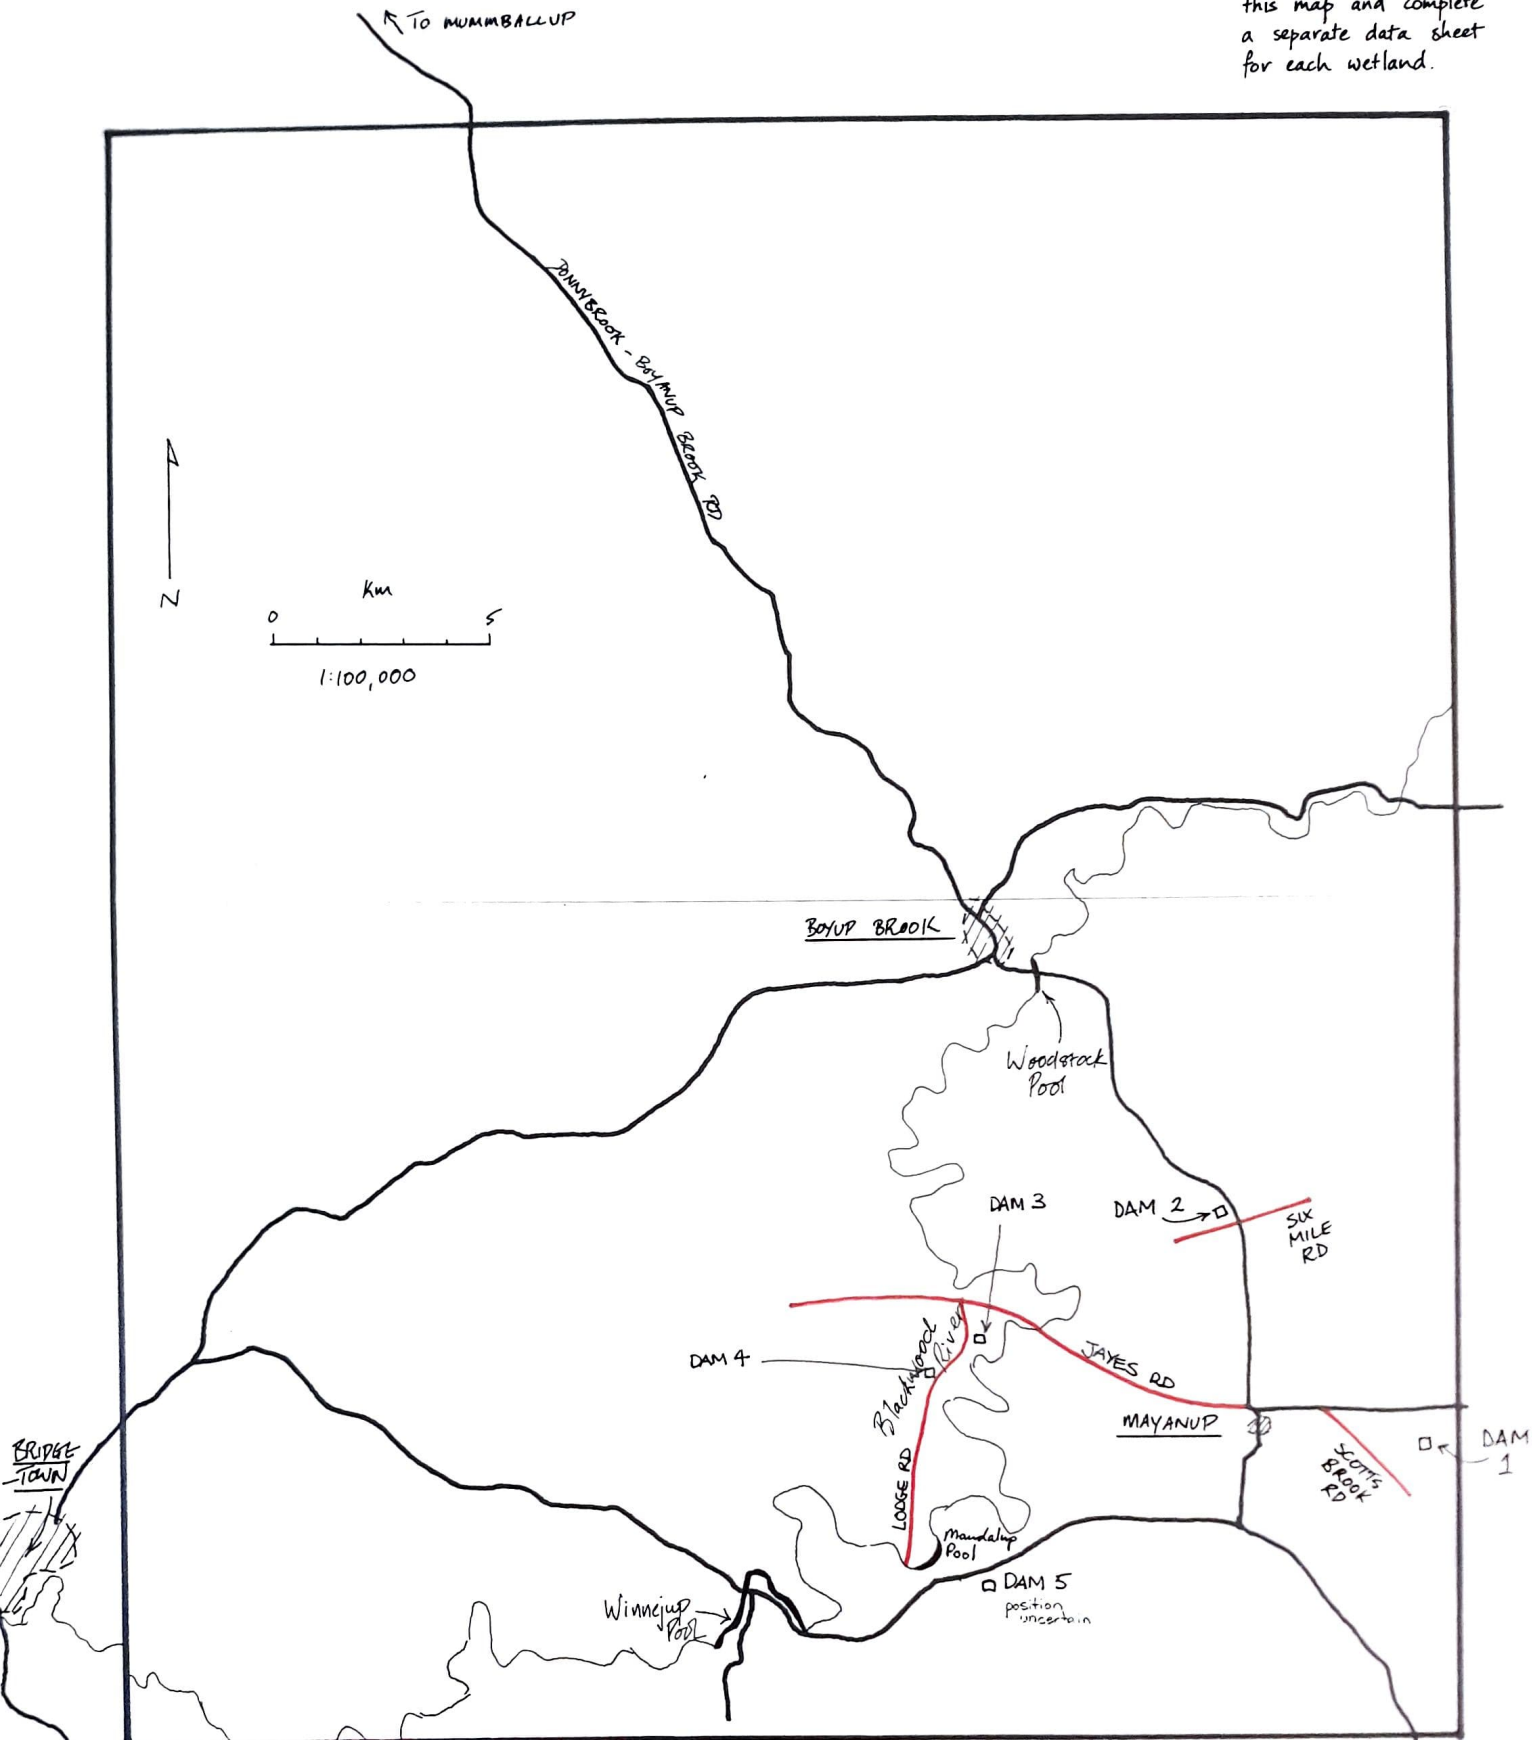 TO MUMMBALLUP
this map and complete
a separate data sheet
for each wetland.
DONNYBROOK - BOYANUP BROOK RD
Km
0 5
1:100,000
N
BOYUP BROOK
Woodstock
Pool
DAM 3
DAM 2
SIX
MILE
RD
Blackwood
River
DAM 4
JAYES RD
MAYANUP
BRIDGE
-TOWN
LODGE RD
SCOTTS
BROOK
RD
DAM
1
Mandalup
Pool
DAM 5
position
uncertain
Winnejup
Pool